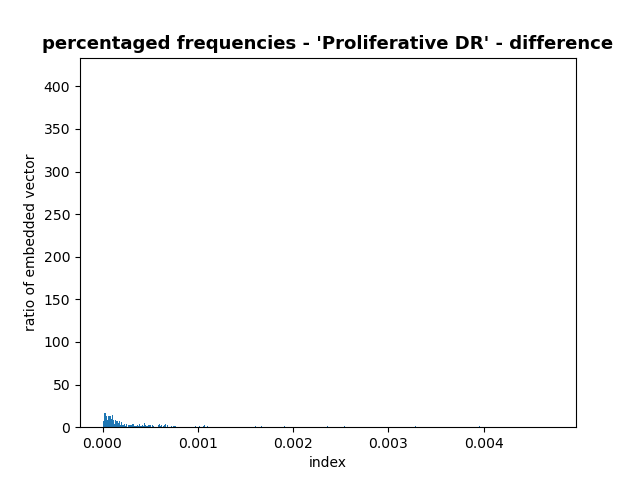 percentaged frequencies - 'Proliferative DR' - difference
400
350
300
250
200
150
100
50
0
ratio of embedded vector
0.000 0.001 0.002 0.003 0.004
index